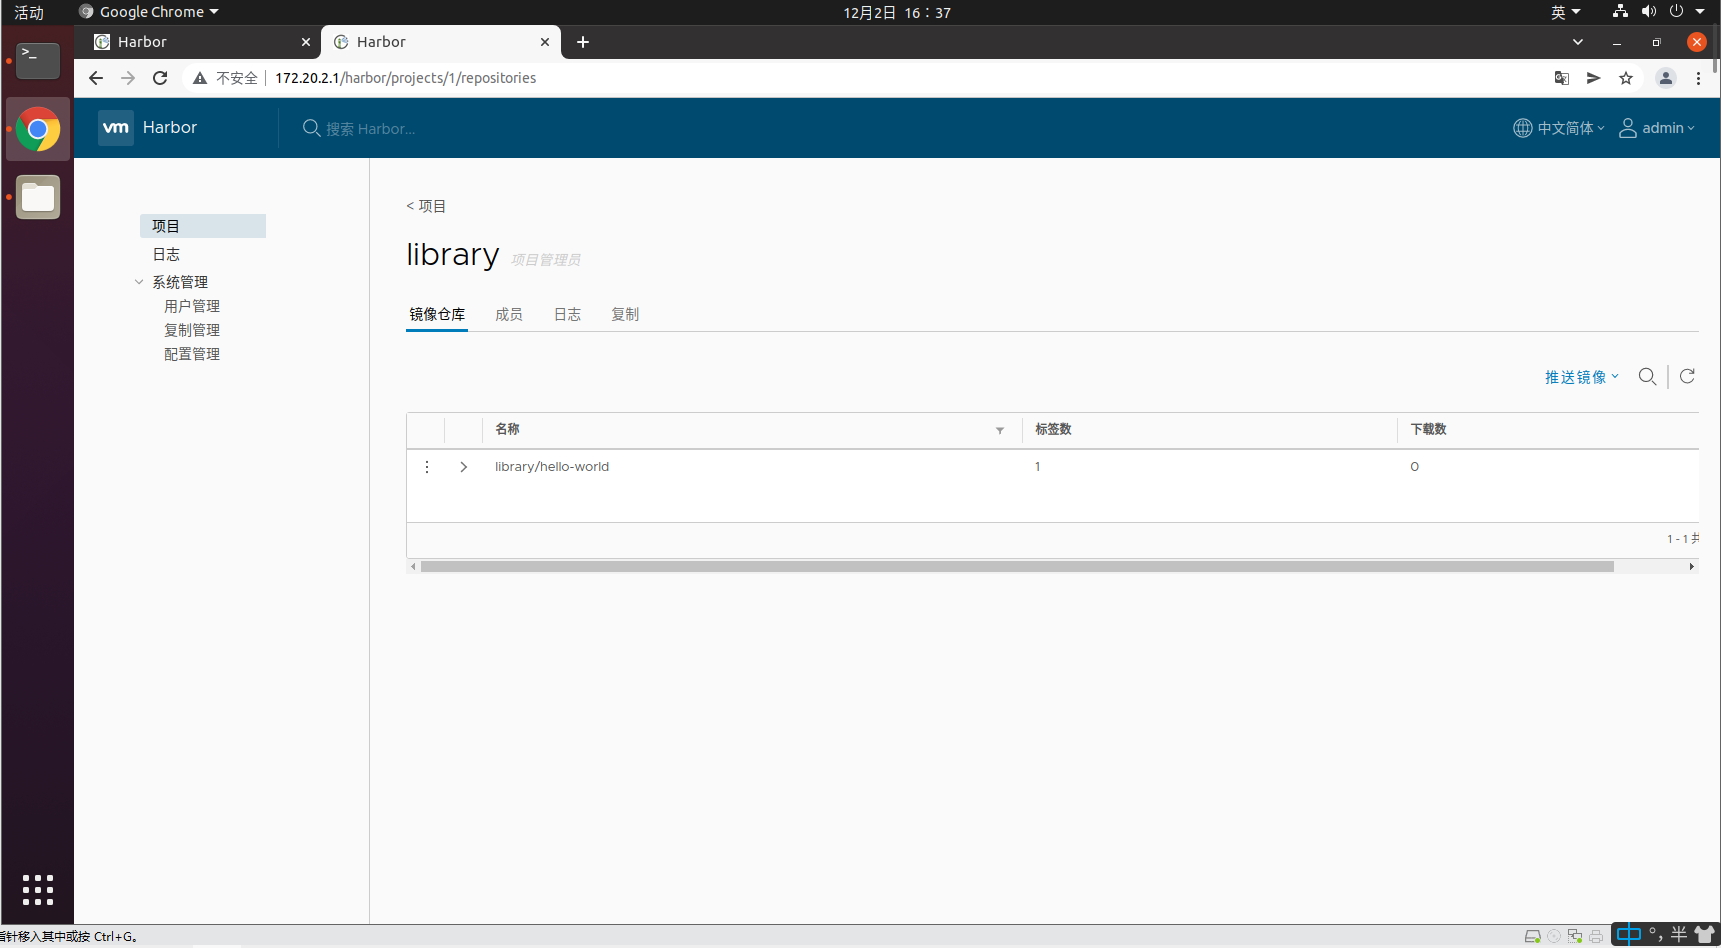 活动 Google Chrome 12月2日 16：37 英
Harbor Harbor
不安全 172.20.2.1/harbor/projects/1/repositories
vm Harbor 搜索 Harbor... 中文简体 admin
项目
日志
系统管理
用户管理
复制管理
配置管理
< 项目
library 项目管理员
镜像仓库 成员 日志 复制
推送镜像
名称 标签数 下载数
library/hello-world 1 0
1 - 1 共
指针移入其中或按 Ctrl+G。
中 °, 半